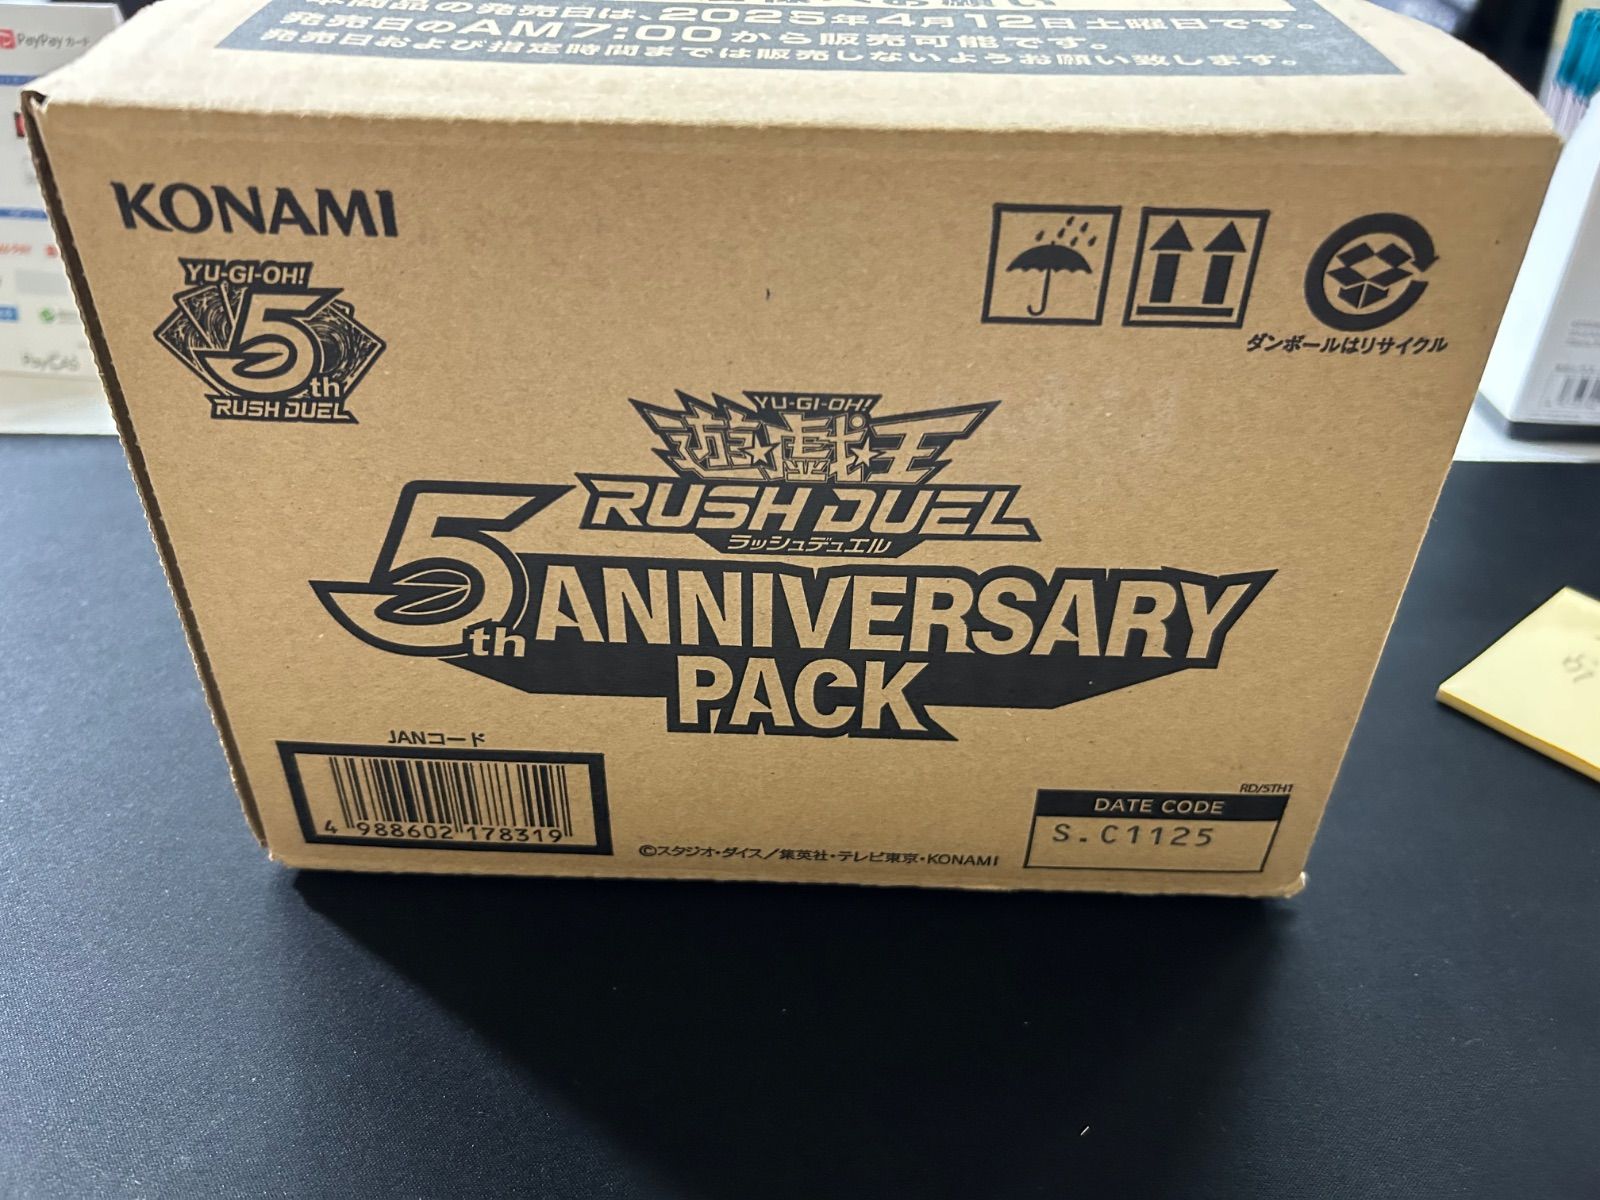 本商品の発売日は、2025年4月12日土曜日です。
発売日のAM7:00から販売可能です。
発売日および指定時間までは販売しないようお願い致します。
PayPay カード
KONAMI
YU-GI-OH!
5th
RUSH DUEL
ダンボールはリサイクル
YU-GI-OH!
遊☆戯☆王
RUSH DUEL
ラッシュデュエル
5th ANNIVERSARY
PACK
JANコード
4 988602 178319
©スタジオ・ダイス/集英社・テレビ東京・KONAMI
RD/5TH1
DATE CODE
S.C1125